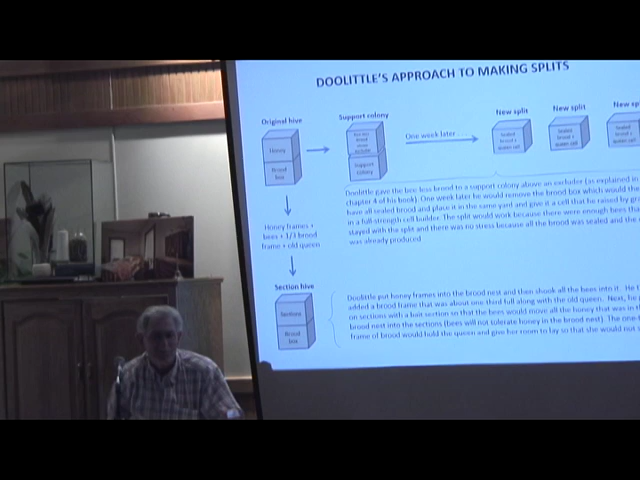 DOOLITTLE'S APPROACH TO MAKING SPLITS
Original hive
Support colony
New split
New split
New sp
Honey
Brood
box
Support
colony
One week later
Sealed
brood +
queen cell
Sealed
brood +
queen cell
Sealed
brood +
queen cell
Honey frames +
bees + 1/3 brood
frame + old queen
Doolittle gave the bee less brood to a support colony above an excluder (as explained in
chapter 4 of his book). One week later he would remove the brood box which would the
have all sealed brood and place it in the same yard and give it a cell that he raised by gra
in a full-strength cell builder. The split would work because there were enough bees tha
stayed with the split and there was no stress because all the brood was sealed and the
was already produced
Section hive
Sections
Brood
box
Doolittle put honey frames into the brood nest and then shook all the bees into it. He t
added a brood frame that was about one third full along with the old queen. Next, he
on sections with a bait section so that the bees would move all the honey that was in th
brood nest into the sections (bees will not tolerate honey in the brood nest). The one-t
frame of brood would hold the queen and give her room to lay so that she would not s